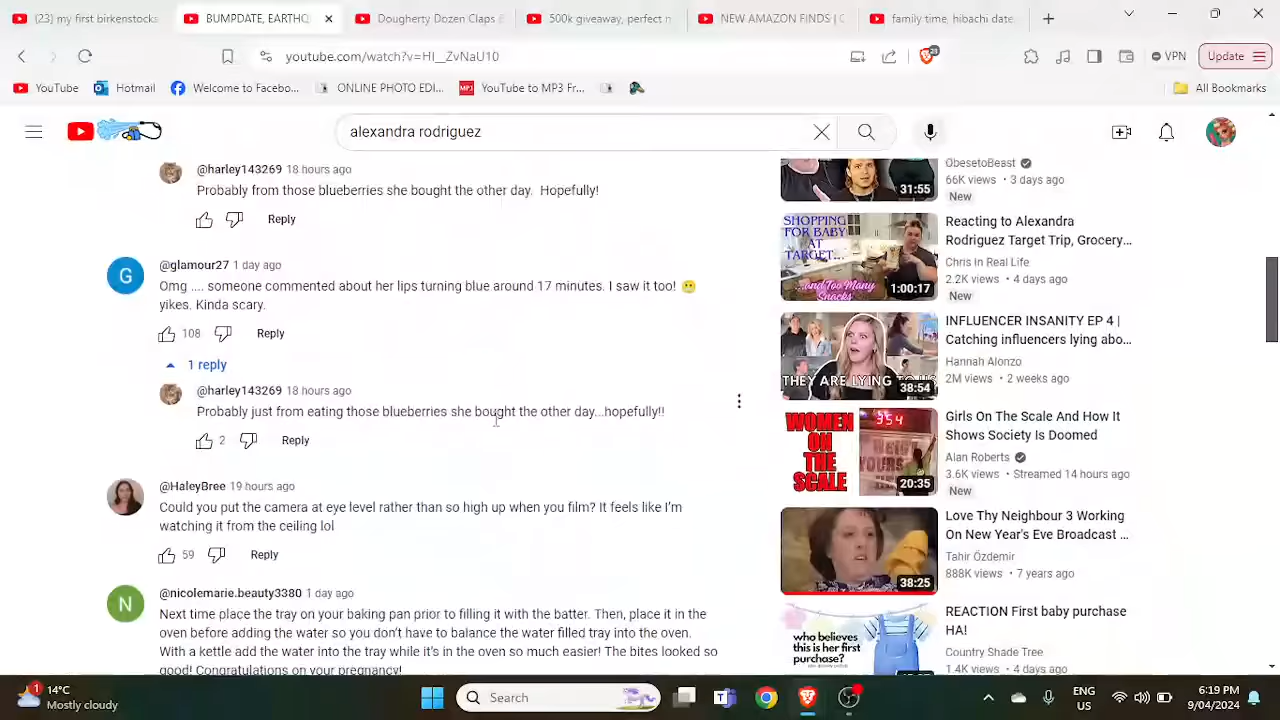 (23) my first birkenstocks
BUMPDATE, EARTHQ
Dougherty Dozen Claps
500k giveaway, perfect
NEW AMAZON FINDS |
family time, hibachi date
youtube.com/watch?v=HI_ZvNaU10
VPN
Update
YouTube
Hotmail
Welcome to Faceb...
ONLINE PHOTO EDI...
YouTube to MP3 Fr...
All Bookmarks
alexandra rodriguez
@harley143269 18 hours ago
Probably from those blueberries she bought the other day. Hopefully!
Reply
@glamour27 1 day ago
Omg .... someone commented about her lips turning blue around 17 minutes. I saw it too!
yikes. Kinda scary.
108 Reply
1 reply
@harley143269 18 hours ago
Probably just from eating those blueberries she bought the other day...hopefully!!
2 Reply
@HaleyBree 19 hours ago
Could you put the camera at eye level rather than so high up when you film? It feels like I'm
watching it from the ceiling lol
59 Reply
@nicolemarie.beauty3380 1 day ago
Next time place the tray on your baking pan prior to filling it with the batter. Then, place it in the
oven before adding the water so you don't have to balance the water filled tray into the oven.
With a kettle add the water into the tray while it's in the oven so much easier! The bites looked so
good! Congratulations on your pregnancy!
31:55
ObesetoBeast
66K views • 3 days ago
New
SHOPPING
FOR BABY
AT
TARGET...
...and Too Many
Snacks
1:00:17
Reacting to Alexandra
Rodriguez Target Trip, Grocery...
Chris in Real Life
2.2K views • 4 days ago
New
THEY ARE LYING TO US
38:54
INFLUENCER INSANITY EP 4 |
Catching influencers lying abo...
Hannah Alonzo
2M views • 2 weeks ago
WOMEN
ON
THE
SCALE
354
20:35
Girls On The Scale And How It
Shows Society Is Doomed
Alan Roberts
3.6K views • Streamed 14 hours ago
New
38:25
Love Thy Neighbour 3 Working
On New Year's Eve Broadcast ...
Tahir Özdemir
888K views • 7 years ago
who believes
this is her first
purchase?
REACTION First baby purchase
HA!
Country Shade Tree
1.4K views • 4 days ago
14°C
Mostly cloudy
Search
ENG
US